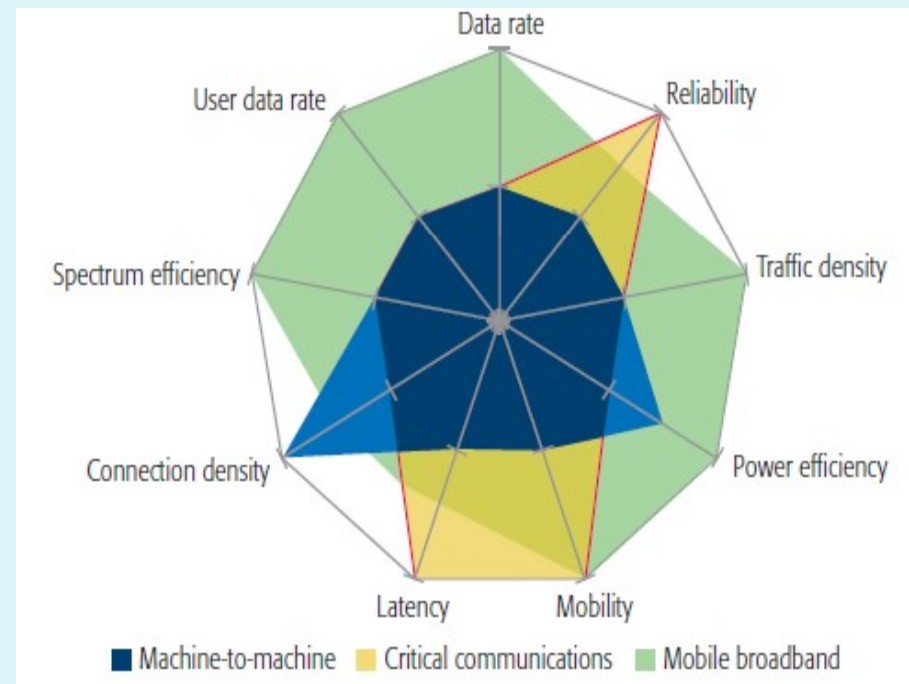 Data rate
User data rate
Reliability
Spectrum efficiency
Traffic density
Connection density
Power efficiency
Latency
Mobility
Machine-to-machine
Critical communications
Mobile broadband